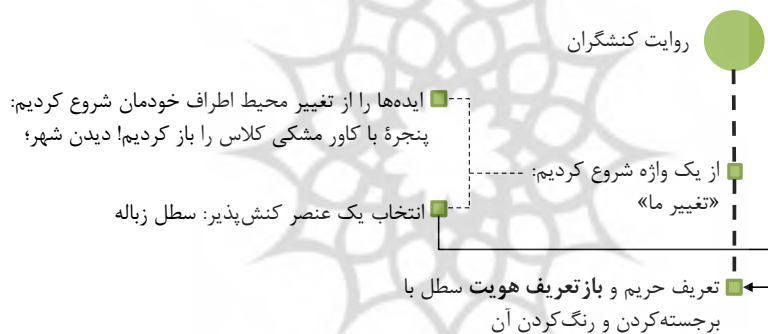 روایت کنشگران
از یک واژه شروع کردیم:
«تغییر ما»
ایده‌ها را از تغییر محیط اطراف خودمان شروع کردیم:
پنجرهٔ با کاور مشکی کلاس را باز کردیم! دیدن شهر؛
انتخاب یک عنصر کنش‌پذیر: سطل زباله
تعریف حریم و بازتعریف هویت سطل با
برجسته‌کردن و رنگ‌کردن آن